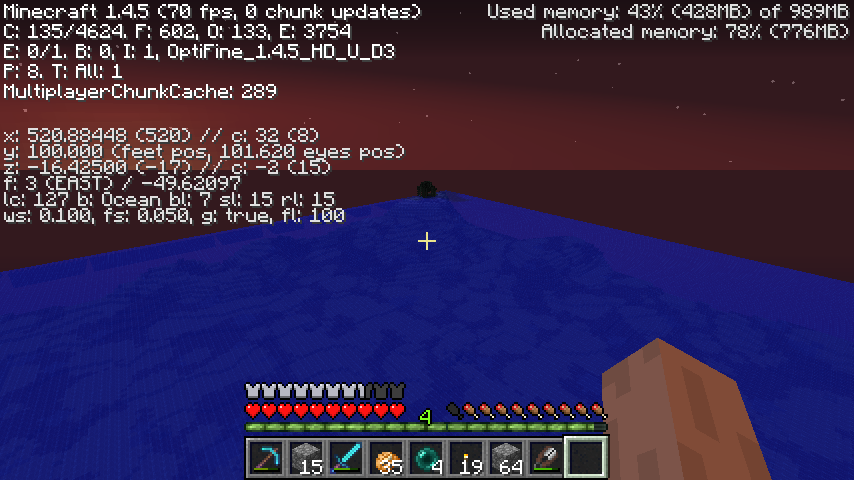 Minecraft 1.4.5 (70 fps, 0 chunk updates)
C: 135/4624. F: 602, O: 133, E: 3754
E: 0/1. B: 0, I: 1, OptiFine_1.4.5_HD_U_D3
P: 8. T: All: 1
MultiplayerChunkCache: 289
Used memory: 43% (428MB) of 989MB
Allocated memory: 78% (776MB)
x: 520.88448 (520) // c: 32 (8)
y: 100.000 (feet pos, 101.620 eyes pos)
z: -16.42500 (-17) // c: -2 (15)
f: 3 (EAST) / -49.62097
lc: 127 b: Ocean bl: 7 sl: 15 rl: 15
ws: 0.100, fs: 0.050, g: true, fl: 100
4
15
35
4
19
64